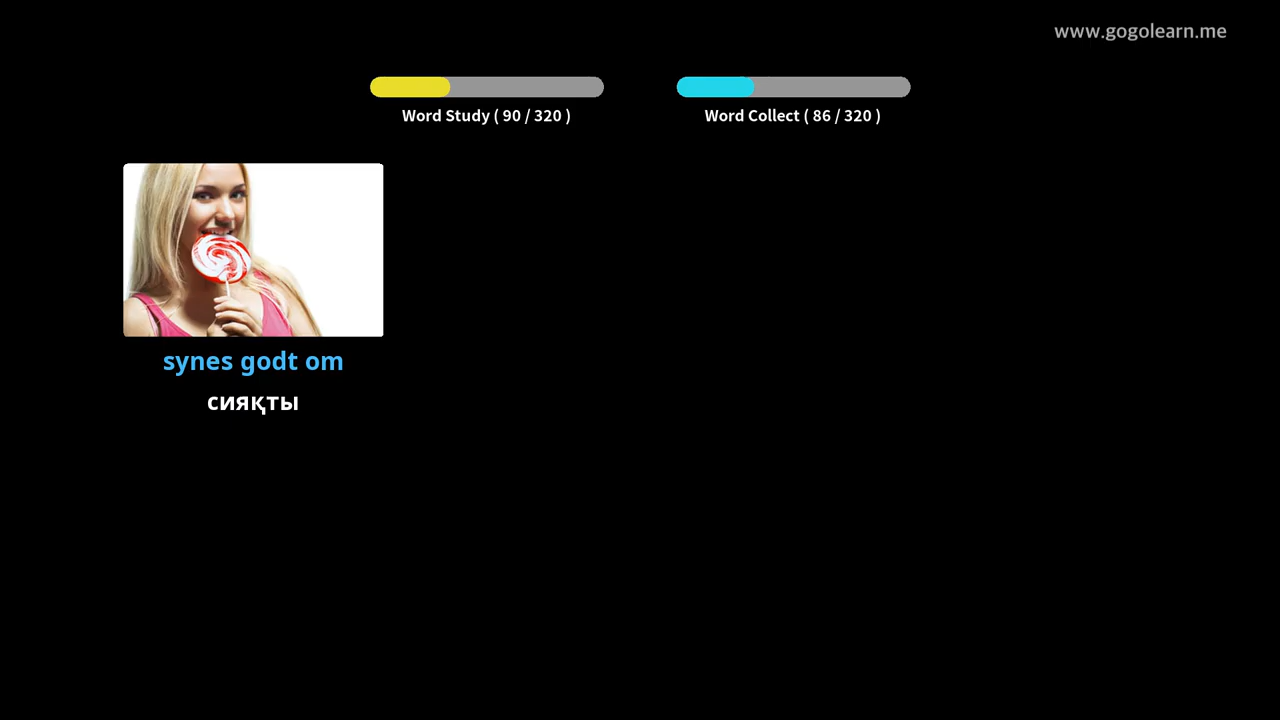 www.gogolearn.me
Word Study ( 90 / 320 )
Word Collect ( 86 / 320 )
synes godt om
сияқты